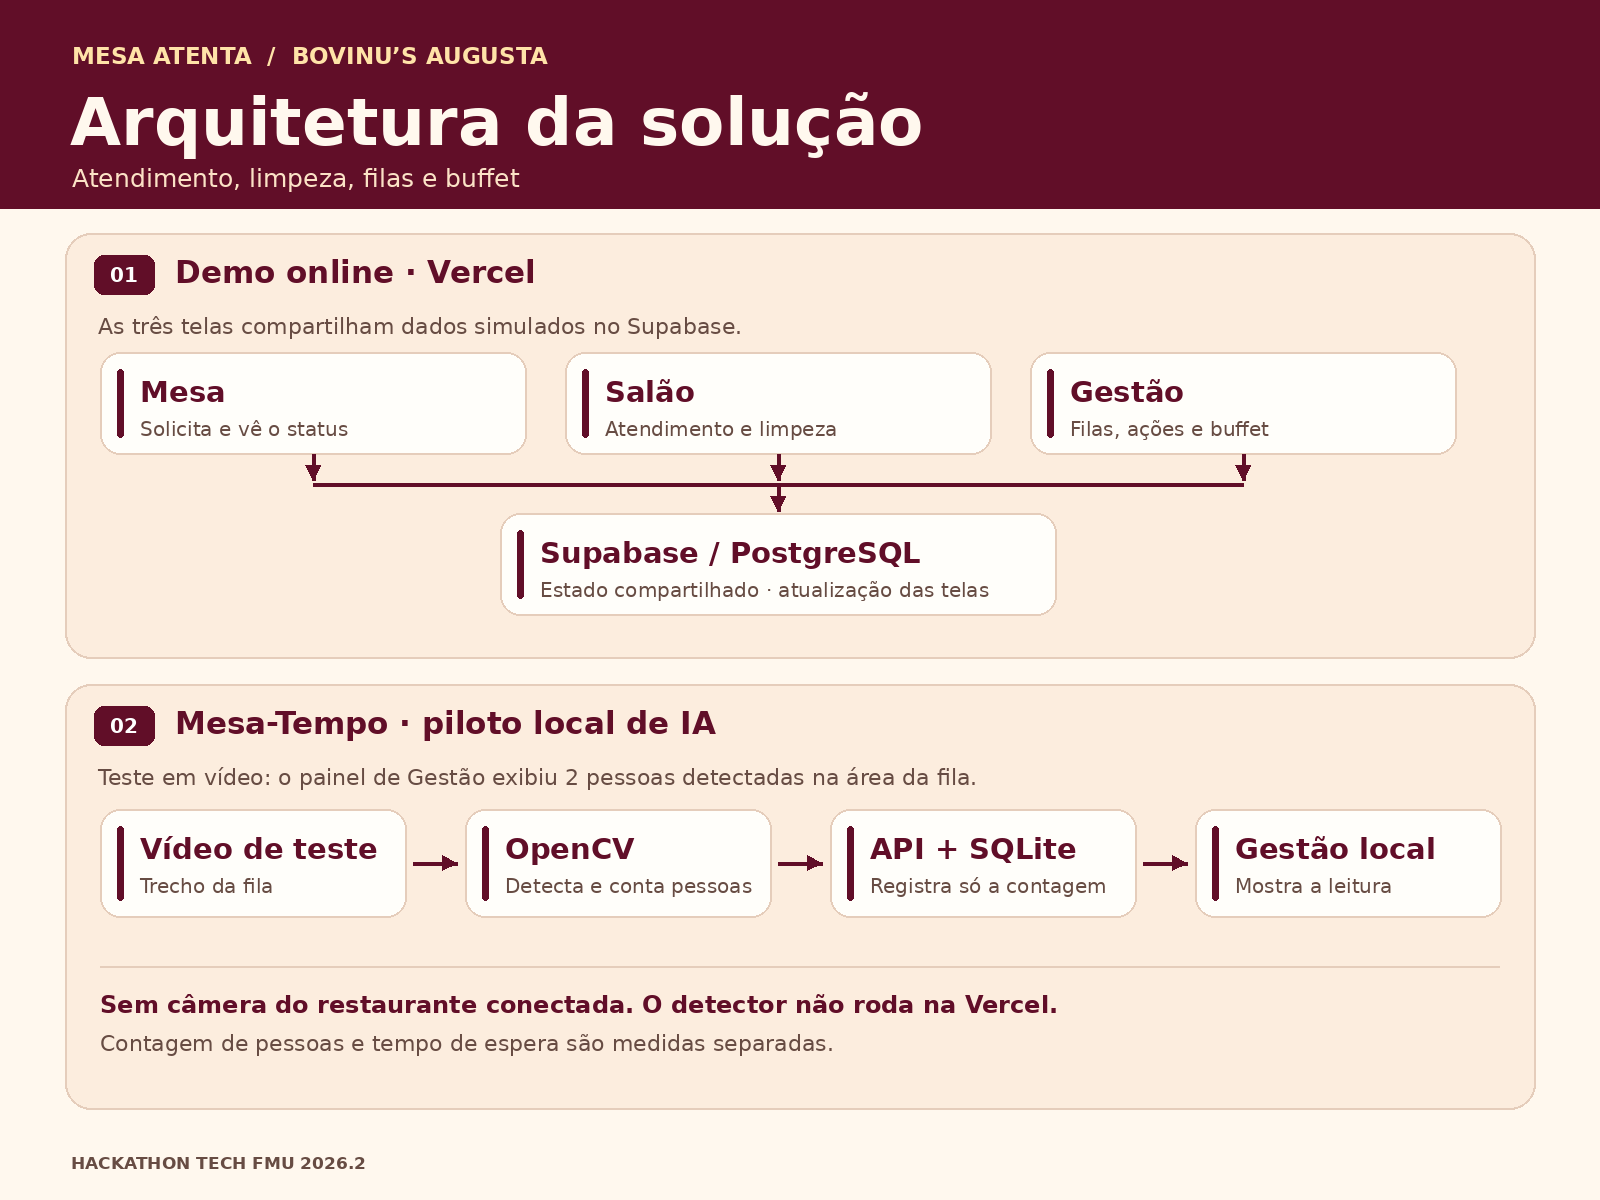 MESA ATENTA / BOVINU’S AUGUSTA
Arquitetura da solução
Atendimento, limpeza, filas e buffet
01
Demo online · Vercel
As três telas compartilham dados simulados no Supabase.
Mesa
Solicita e vê o status
Salão
Atendimento e limpeza
Gestão
Filas, ações e buffet
Supabase / PostgreSQL
Estado compartilhado · atualização das telas
02
Mesa-Tempo · piloto local de IA
Teste em vídeo: o painel de Gestão exibiu 2 pessoas detectadas na área da fila.
Vídeo de teste
Trecho da fila
OpenCV
Detecta e conta pessoas
API + SQLite
Registra só a contagem
Gestão local
Mostra a leitura
Sem câmera do restaurante conectada. O detector não roda na Vercel.
Contagem de pessoas e tempo de espera são medidas separadas.
HACKATHON TECH FMU 2026.2